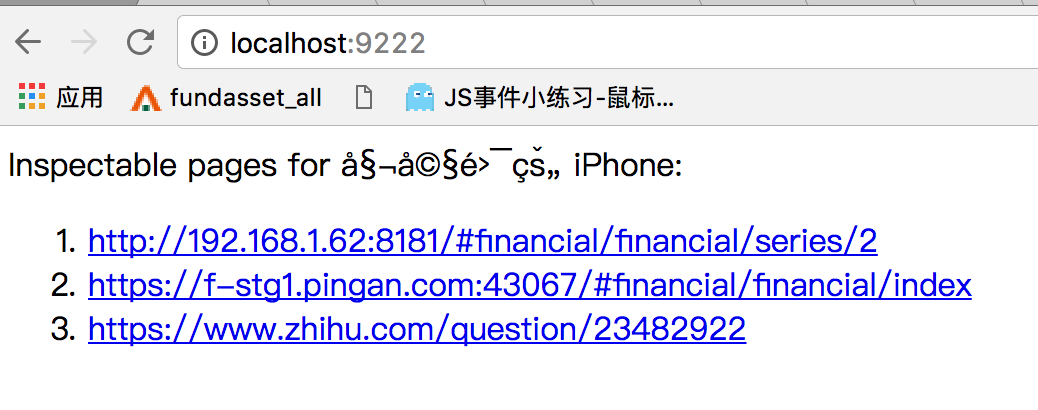 localhost:9222
应用 fundasset_all JS事件小练习-鼠标...
Inspectable pages for å§¬å©§é›¯çš„ iPhone:
1. http://192.168.1.62:8181/#financial/financial/series/2
2. https://f-stg1.pingan.com:43067/#financial/financial/index
3. https://www.zhihu.com/question/23482922